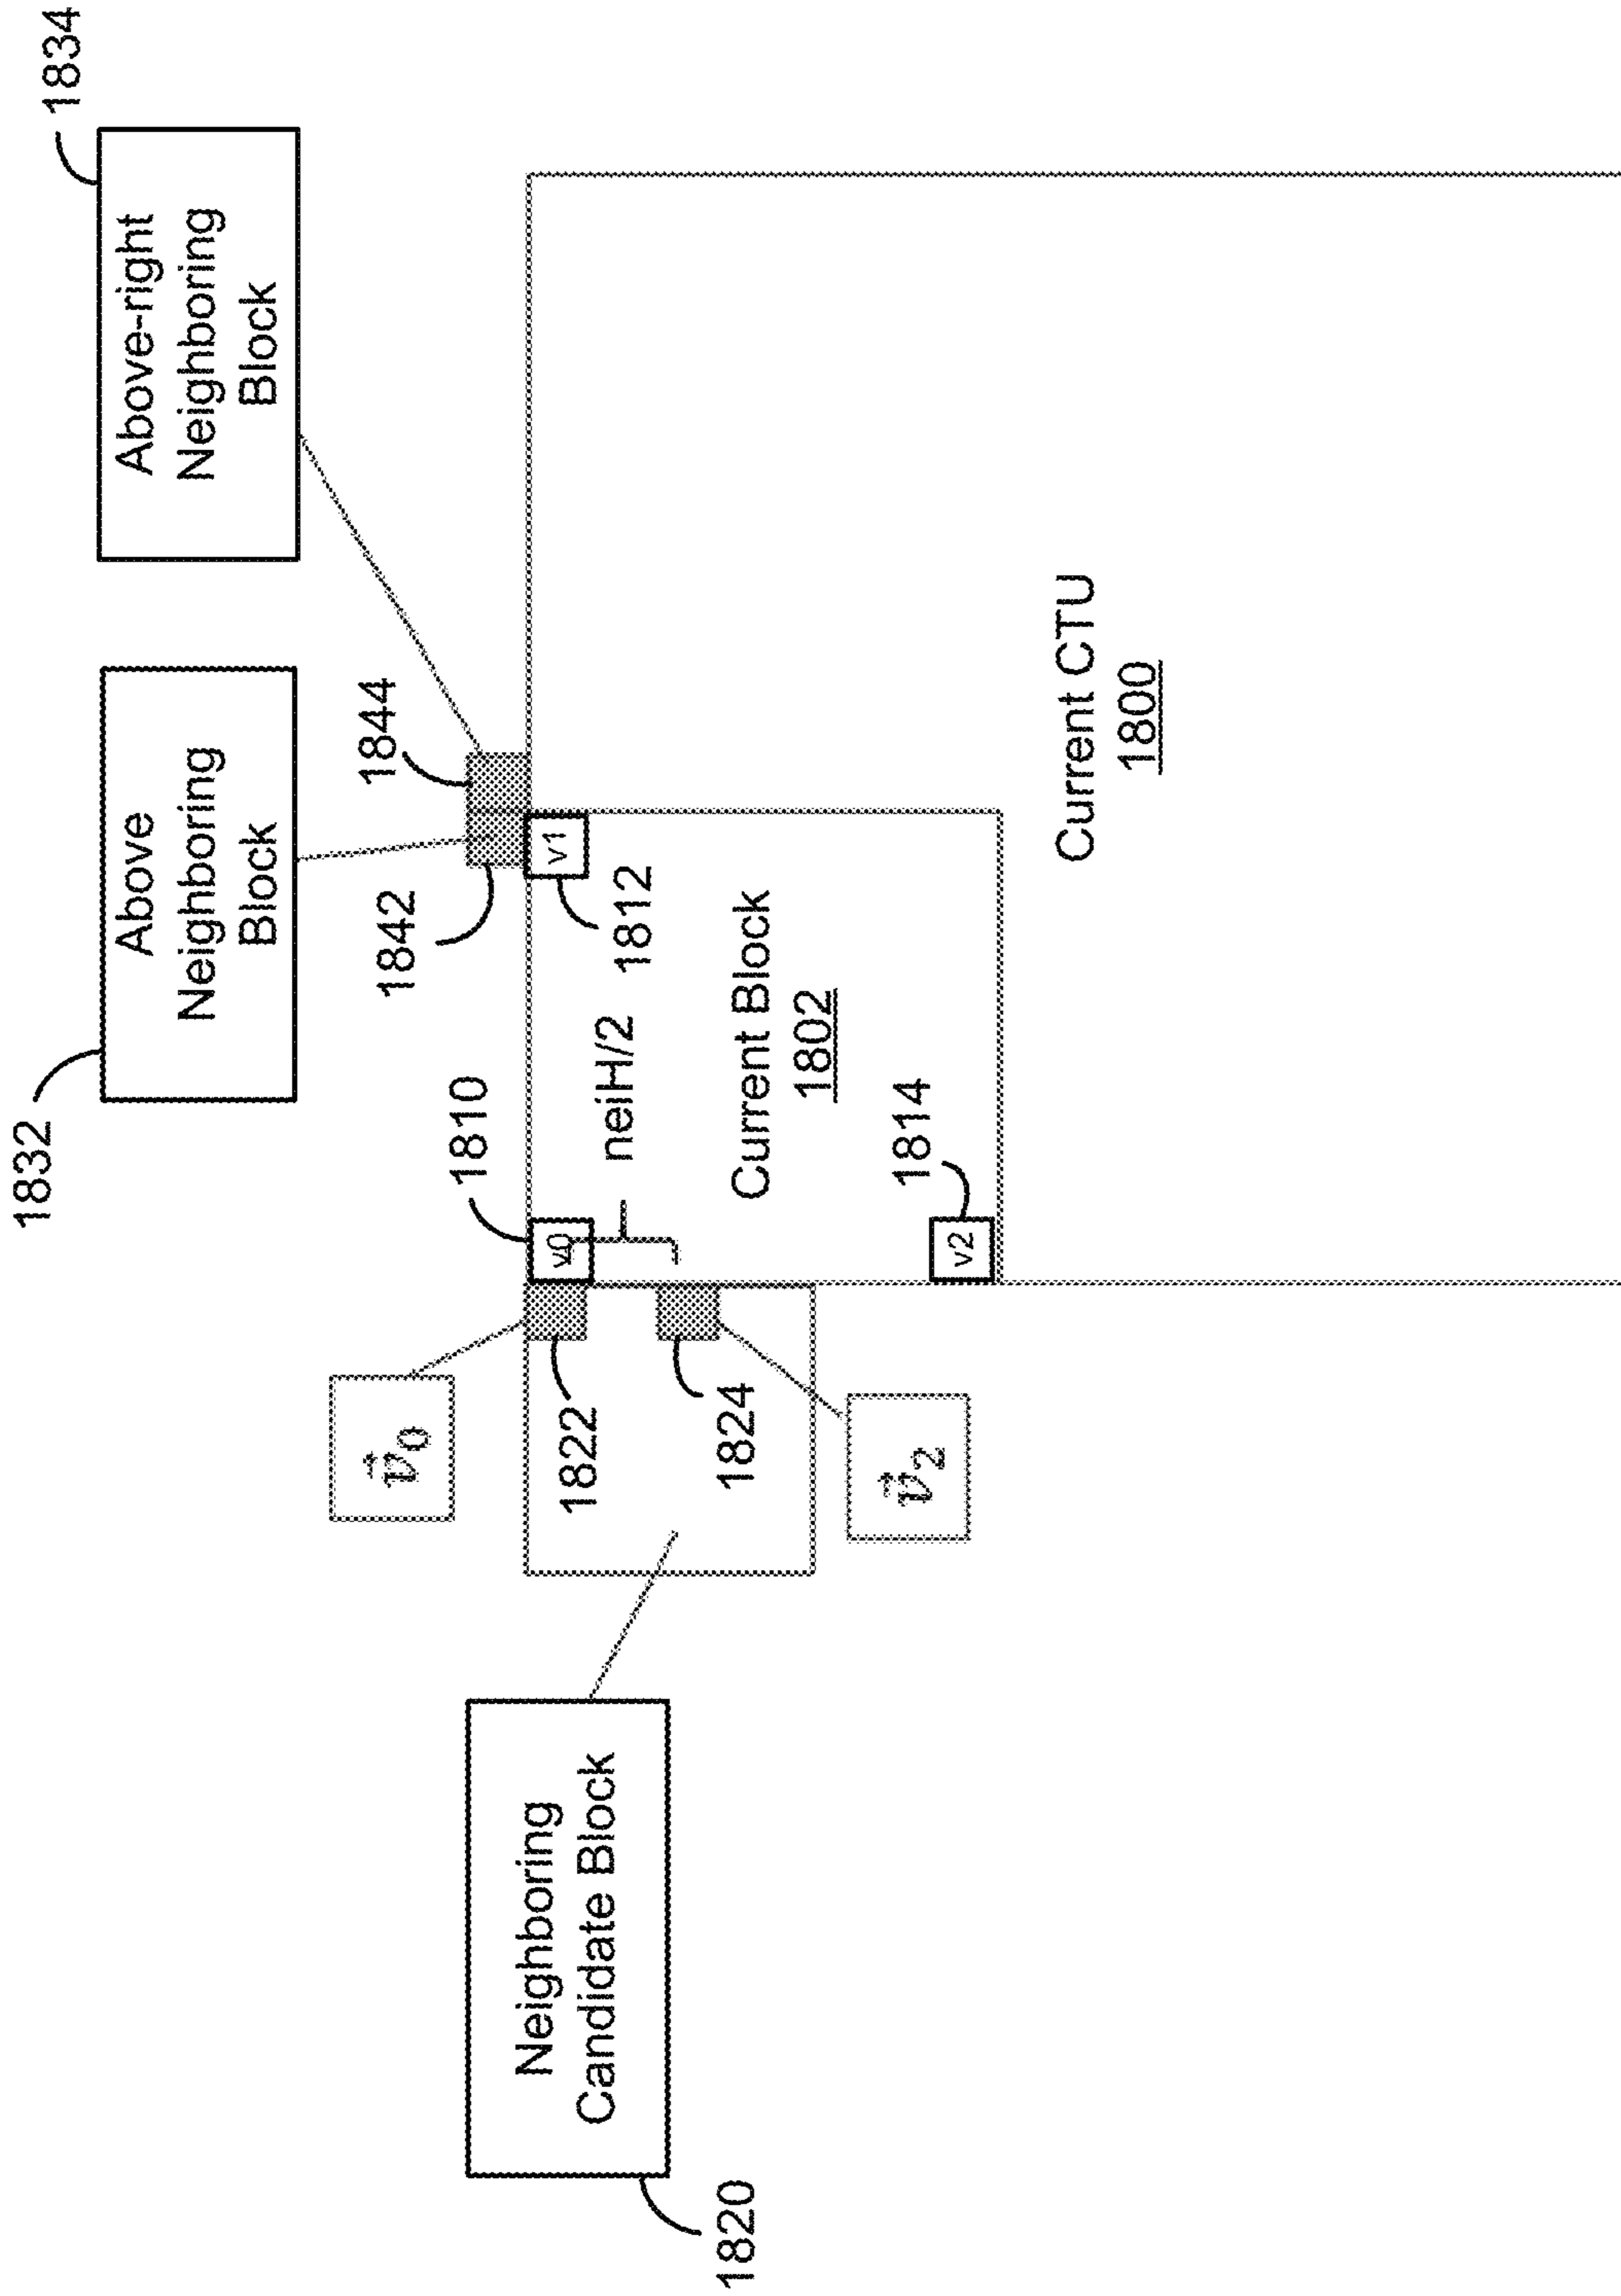 1832
Above
Neighboring
Block
Above-right
Neighboring
Block
1834
1842
1844
1810
v0
v1
1812
neiH/2
Current Block
1802
1814
v2
Current CTU
1800
v⃗0
1822
1824
v⃗2
Neighboring
Candidate Block
1820